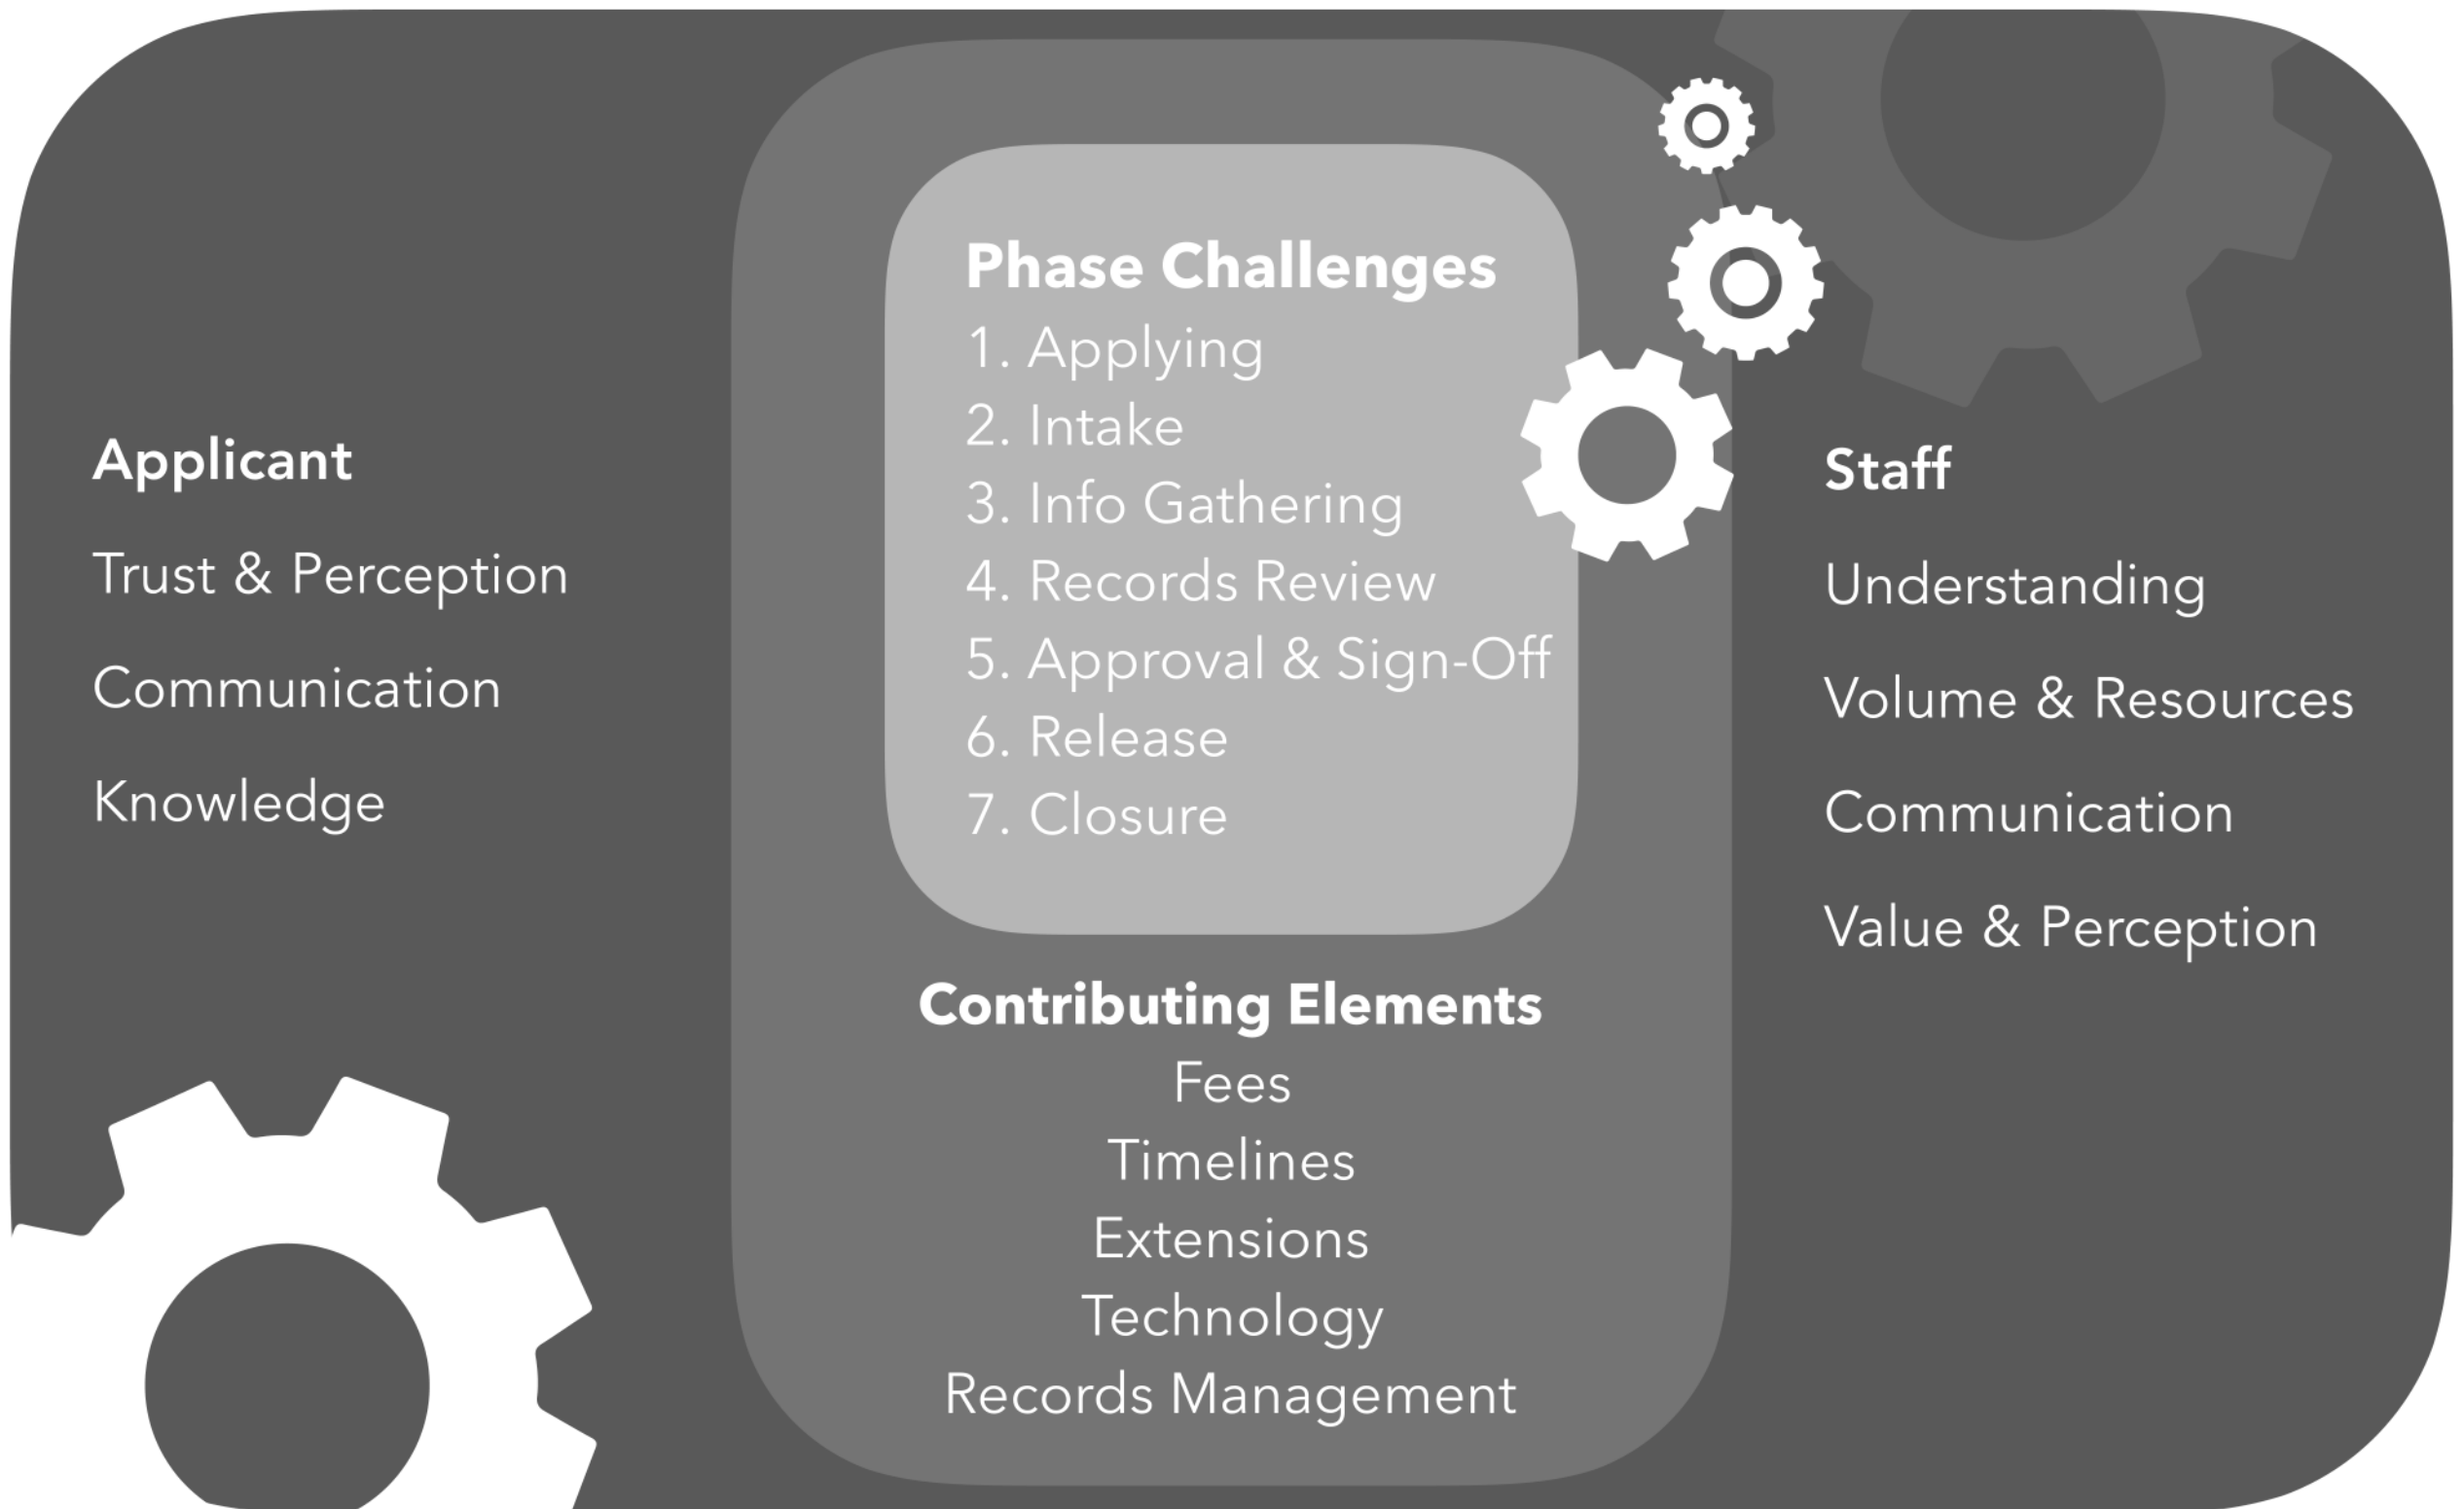 Applicant
Trust & Perception
Communication
Knowledge
Phase Challenges
1. Applying
2. Intake
3. Info Gathering
4. Records Review
5. Approval & Sign-Off
6. Release
7. Closure
Contributing Elements
Fees
Timelines
Extensions
Technology
Records Management
Staff
Understanding
Volume & Resources
Communication
Value & Perception